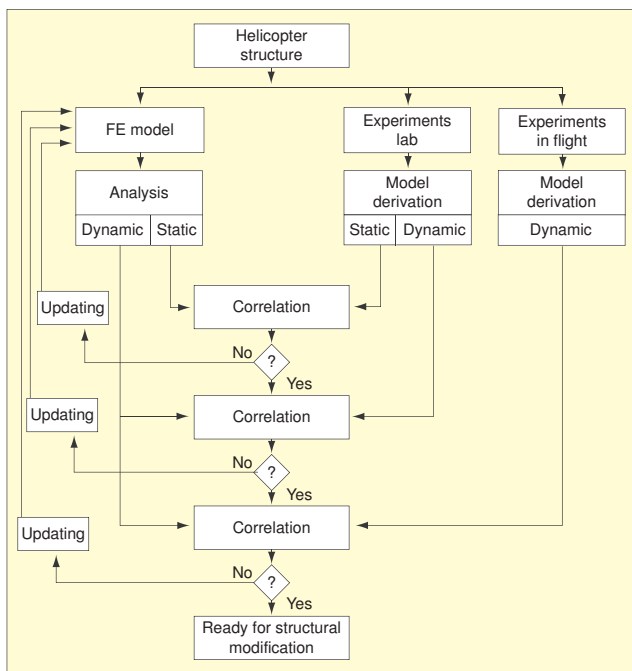 Helicopter
structure
FE model
Experiments
lab
Experiments
in flight
Analysis
Dynamic
Static
Model
derivation
Static
Dynamic
Model
derivation
Dynamic
Updating
Correlation
No
?
Yes
Updating
Correlation
No
?
Yes
Updating
Correlation
No
?
Yes
Ready for structural
modification